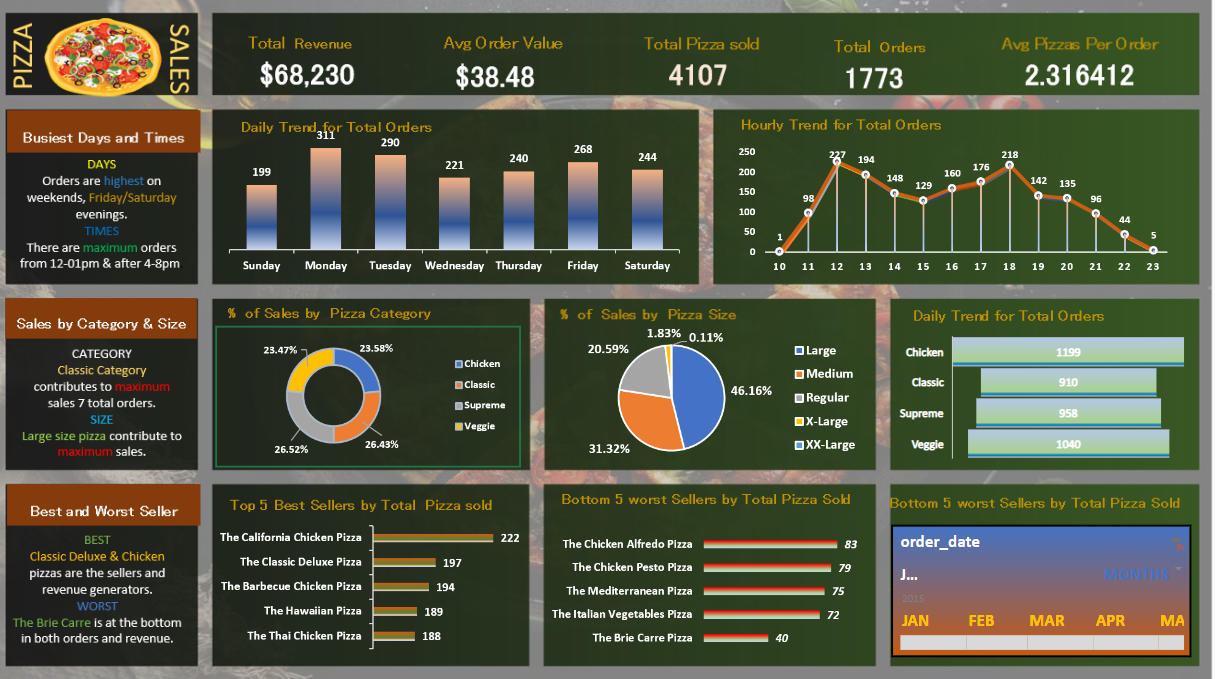 PIZZA
SALES
Total Revenue
$68,230
Avg Order Value
$38.48
Total Pizza sold
4107
Total Orders
1773
Avg Pizzas Per Order
2.316412
Busiest Days and Times
DAYS
Orders are highest on
weekends, Friday/Saturday
evenings.
TIMES
There are maximum orders
from 12-01pm & after 4-8pm
Daily Trend for Total Orders
199
311
290
221
240
268
244
Sunday
Monday
Tuesday
Wednesday
Thursday
Friday
Saturday
Hourly Trend for Total Orders
250
200
150
100
50
0
1
98
227
194
148
129
160
176
218
142
135
96
44
5
10
11
12
13
14
15
16
17
18
19
20
21
22
23
Sales by Category & Size
CATEGORY
Classic Category
contributes to maximum
sales 7 total orders.
SIZE
Large size pizza contribute to
maximum sales.
% of Sales by Pizza Category
23.47%
23.58%
26.52%
26.43%
Chicken
Classic
Supreme
Veggie
% of Sales by Pizza Size
1.83%
0.11%
20.59%
46.16%
31.32%
Large
Medium
Regular
X-Large
XX-Large
Daily Trend for Total Orders
Chicken 1199
Classic 910
Supreme 958
Veggie 1040
Best and Worst Seller
BEST
Classic Deluxe & Chicken
pizzas are the sellers and
revenue generators.
WORST
The Brie Carre is at the bottom
in both orders and revenue.
Top 5 Best Sellers by Total Pizza sold
The California Chicken Pizza 222
The Classic Deluxe Pizza 197
The Barbecue Chicken Pizza 194
The Hawaiian Pizza 189
The Thai Chicken Pizza 188
Bottom 5 worst Sellers by Total Pizza Sold
The Chicken Alfredo Pizza 83
The Chicken Pesto Pizza 79
The Mediterranean Pizza 75
The Italian Vegetables Pizza 72
The Brie Carre Pizza 40
Bottom 5 worst Sellers by Total Pizza Sold
order_date
J... MONTHS
2015
JAN FEB MAR APR MA